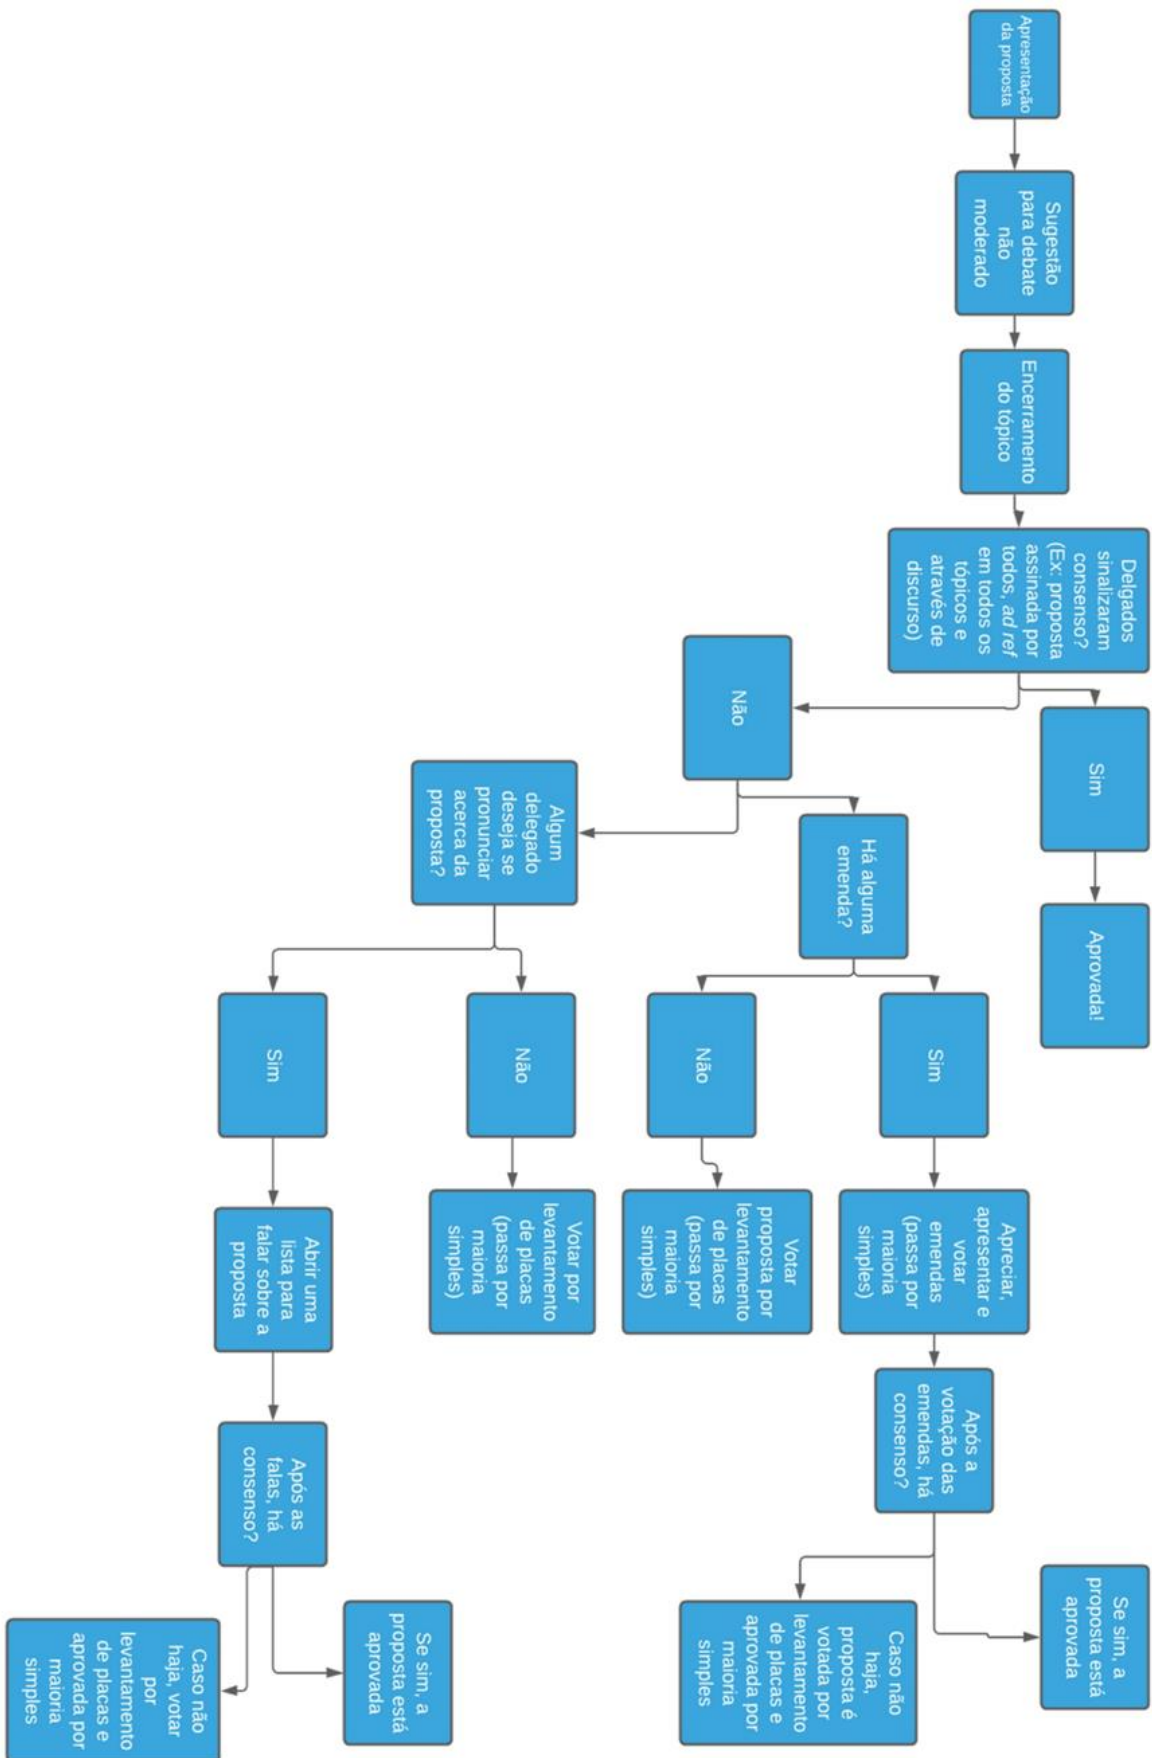 Apresentação
da proposta
Sugestão
para debate
não
moderado
Encerramento
do tópico
Delgados
sinalizaram
consenso?
(Ex: proposta
assinada por
todos, ad ref
em todos os
tópicos e
através de
discurso)
Sim
Aprovada!
Não
Há alguma
emenda?
Sim
Apreciar,
apresentar e
votar
emendas
(passa por
maioria
simples)
Após a
votação das
emendas, há
consenso?
Se sim, a
proposta está
aprovada
Caso não
haja,
proposta é
votada por
levantamento
de placas e
aprovada por
maioria
simples
Não
Votar
proposta por
levantamento
de placas
(passa por
maioria
simples)
Algum
delegado
deseja se
pronunciar
acerca da
proposta?
Não
Votar por
levantamento
de placas
(passa por
maioria
simples)
Sim
Abrir uma
lista para
falar sobre a
proposta
Após as
falas, há
consenso?
Se sim, a
proposta está
aprovada
Caso não
haja, votar
por
levantamento
de placas e
aprovada por
maioria
simples